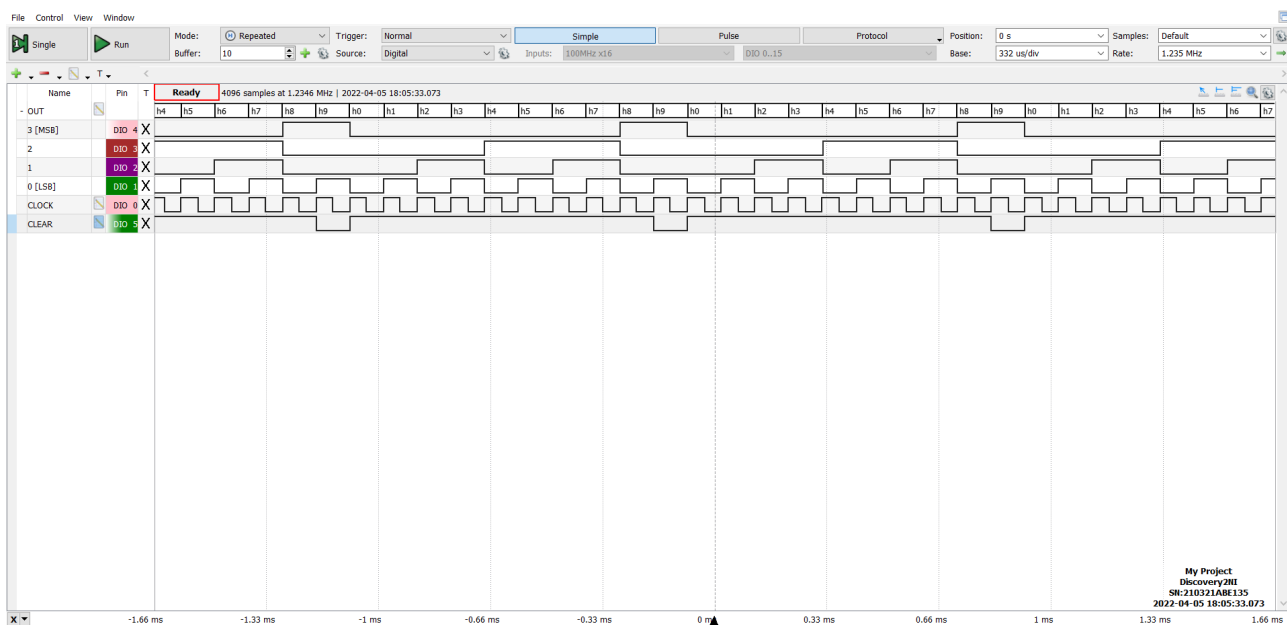 File Control View Window
Single Run Mode: Repeated Trigger: Normal Simple Pulse Protocol Position: 0 s Samples: Default
Buffer: 10 Source: Digital Inputs: 100MHz x16 DIO 0..15 Base: 332 us/div Rate: 1.235 MHz
T
Name Pin T Ready 4096 samples at 1.2346 MHz | 2022-04-05 18:05:33.073
- OUT h4 h5 h6 h7 h8 h9 h0 h1 h2 h3 h4 h5 h6 h7 h8 h9 h0 h1 h2 h3 h4 h5 h6 h7 h8 h9 h0 h1 h2 h3 h4 h5 h6 h7
3 [MSB] DIO 4 X
2 DIO 3 X
1 DIO 2 X
0 [LSB] DIO 1 X
CLOCK DIO 0 X
CLEAR DIO 5 X
My Project
Discovery2NI
SN:210321ABE135
2022-04-05 18:05:33.073
X -1.66 ms -1.33 ms -1 ms -0.66 ms -0.33 ms 0 ms 0.33 ms 0.66 ms 1 ms 1.33 ms 1.66 ms